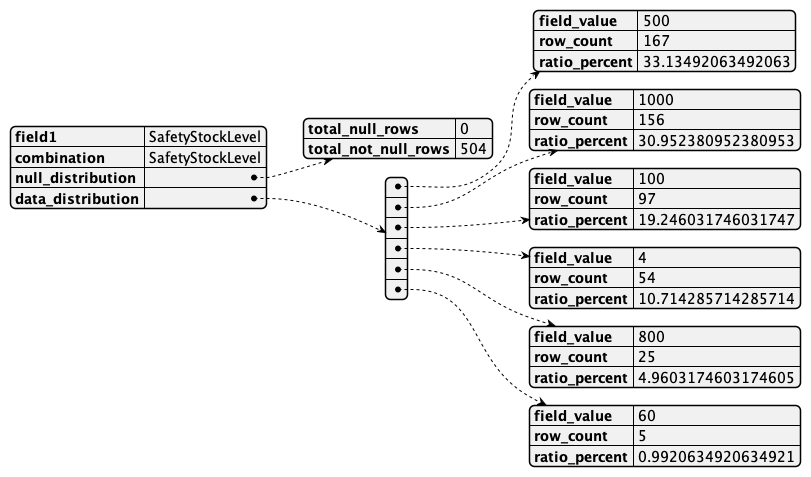 field1 SafetyStockLevel
combination SafetyStockLevel
null_distribution
data_distribution
total_null_rows 0
total_not_null_rows 504
field_value 500
row_count 167
ratio_percent 33.13492063492063
field_value 1000
row_count 156
ratio_percent 30.952380952380953
field_value 100
row_count 97
ratio_percent 19.246031746031747
field_value 4
row_count 54
ratio_percent 10.714285714285714
field_value 800
row_count 25
ratio_percent 4.9603174603174605
field_value 60
row_count 5
ratio_percent 0.9920634920634921